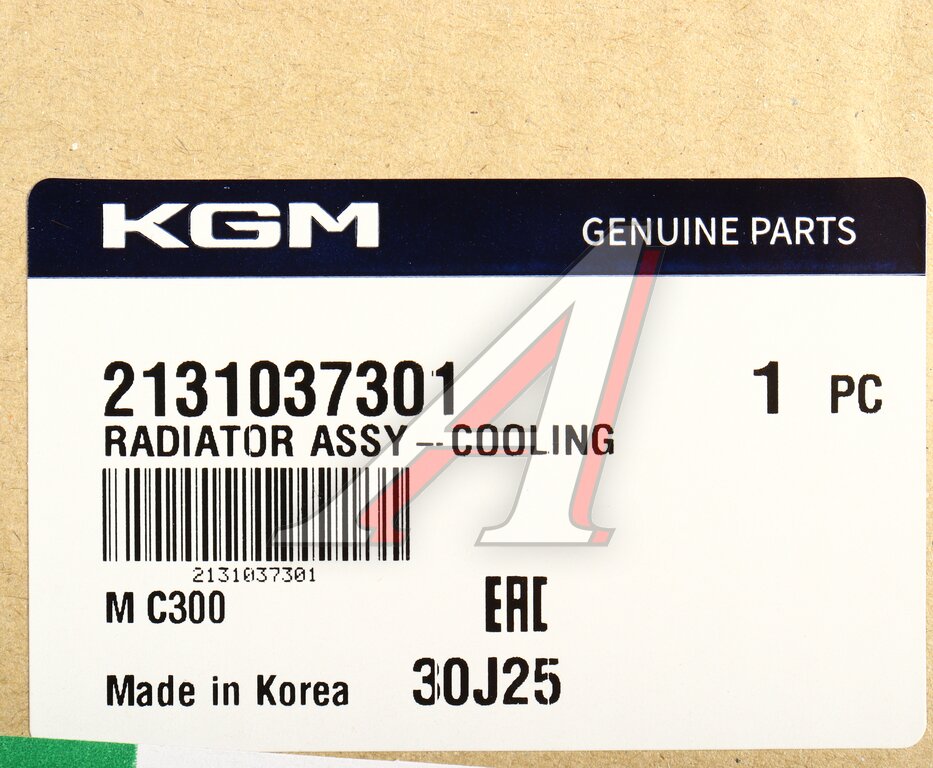 KGM GENUINE PARTS
2131037301 1 PC
RADIATOR ASSY-COOLING
2131037301
M C300
EAC
Made in Korea 30J25